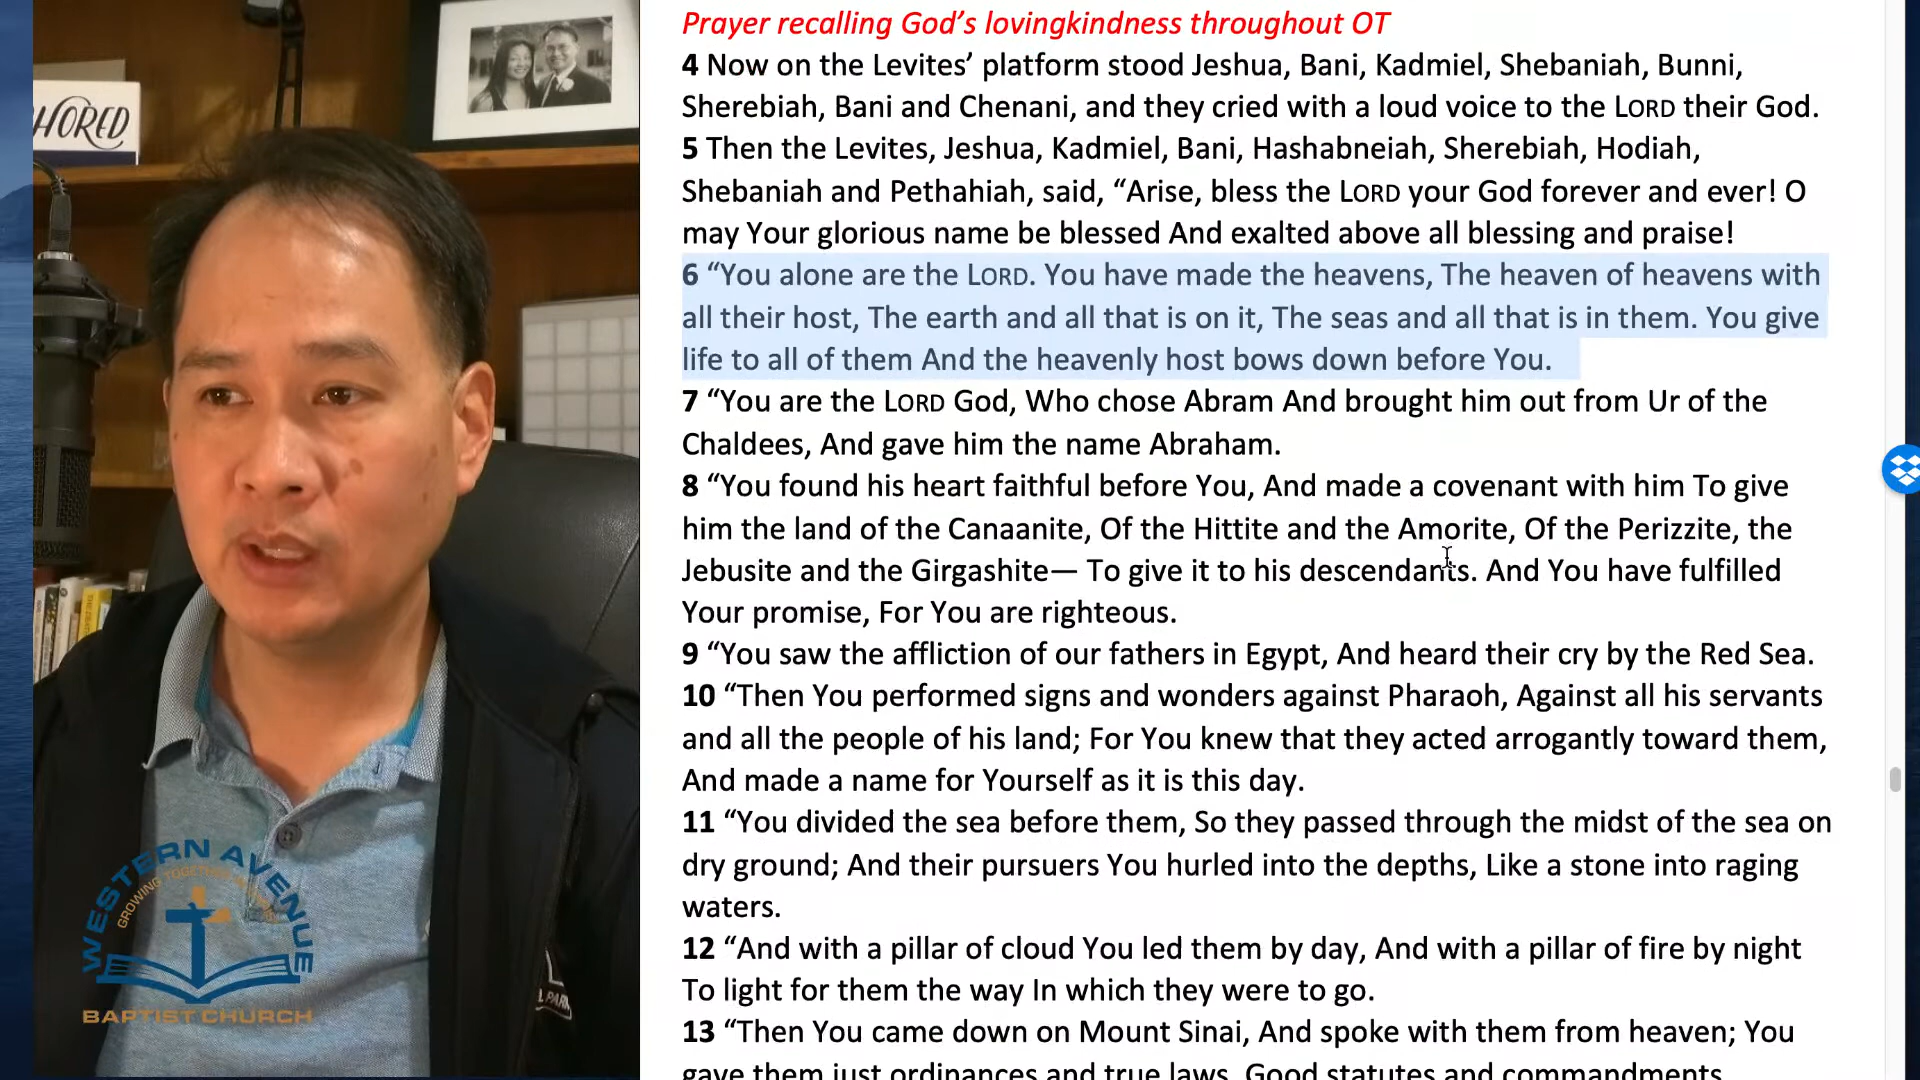 HORED
Prayer recalling God’s lovingkindness throughout OT
4 Now on the Levites’ platform stood Jeshua, Bani, Kadmiel, Shebaniah, Bunni,
Sherebiah, Bani and Chenani, and they cried with a loud voice to the LORD their God.
5 Then the Levites, Jeshua, Kadmiel, Bani, Hashabneiah, Sherebiah, Hodiah,
Shebaniah and Pethahiah, said, “Arise, bless the LORD your God forever and ever! O
may Your glorious name be blessed And exalted above all blessing and praise!
6 “You alone are the LORD. You have made the heavens, The heaven of heavens with
all their host, The earth and all that is on it, The seas and all that is in them. You give
life to all of them And the heavenly host bows down before You.
7 “You are the LORD God, Who chose Abram And brought him out from Ur of the
Chaldees, And gave him the name Abraham.
8 “You found his heart faithful before You, And made a covenant with him To give
him the land of the Canaanite, Of the Hittite and the Amorite, Of the Perizzite, the
Jebusite and the Girgashite— To give it to his descendants. And You have fulfilled
Your promise, For You are righteous.
9 “You saw the affliction of our fathers in Egypt, And heard their cry by the Red Sea.
10 “Then You performed signs and wonders against Pharaoh, Against all his servants
and all the people of his land; For You knew that they acted arrogantly toward them,
And made a name for Yourself as it is this day.
11 “You divided the sea before them, So they passed through the midst of the sea on
dry ground; And their pursuers You hurled into the depths, Like a stone into raging
waters.
12 “And with a pillar of cloud You led them by day, And with a pillar of fire by night
To light for them the way In which they were to go.
13 “Then You came down on Mount Sinai, And spoke with them from heaven; You
gave them just ordinances and true laws, Good statutes and commandments
WESTERN AVENUE
GROWING TOGETHER
BAPTIST CHURCH